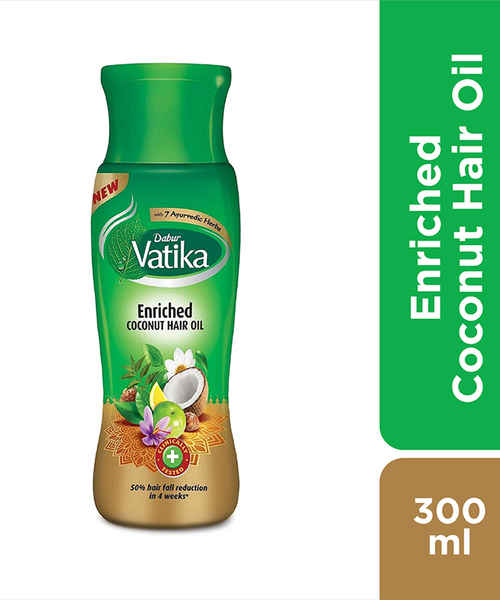 NEW
with 7 Ayurvedic Herbs
Dabur
Vatika
Enriched
COCONUT HAIR OIL
CLINICALLY
TESTED
50% hair fall reduction
in 4 weeks*
Enriched
Coconut Hair Oil
300
ml